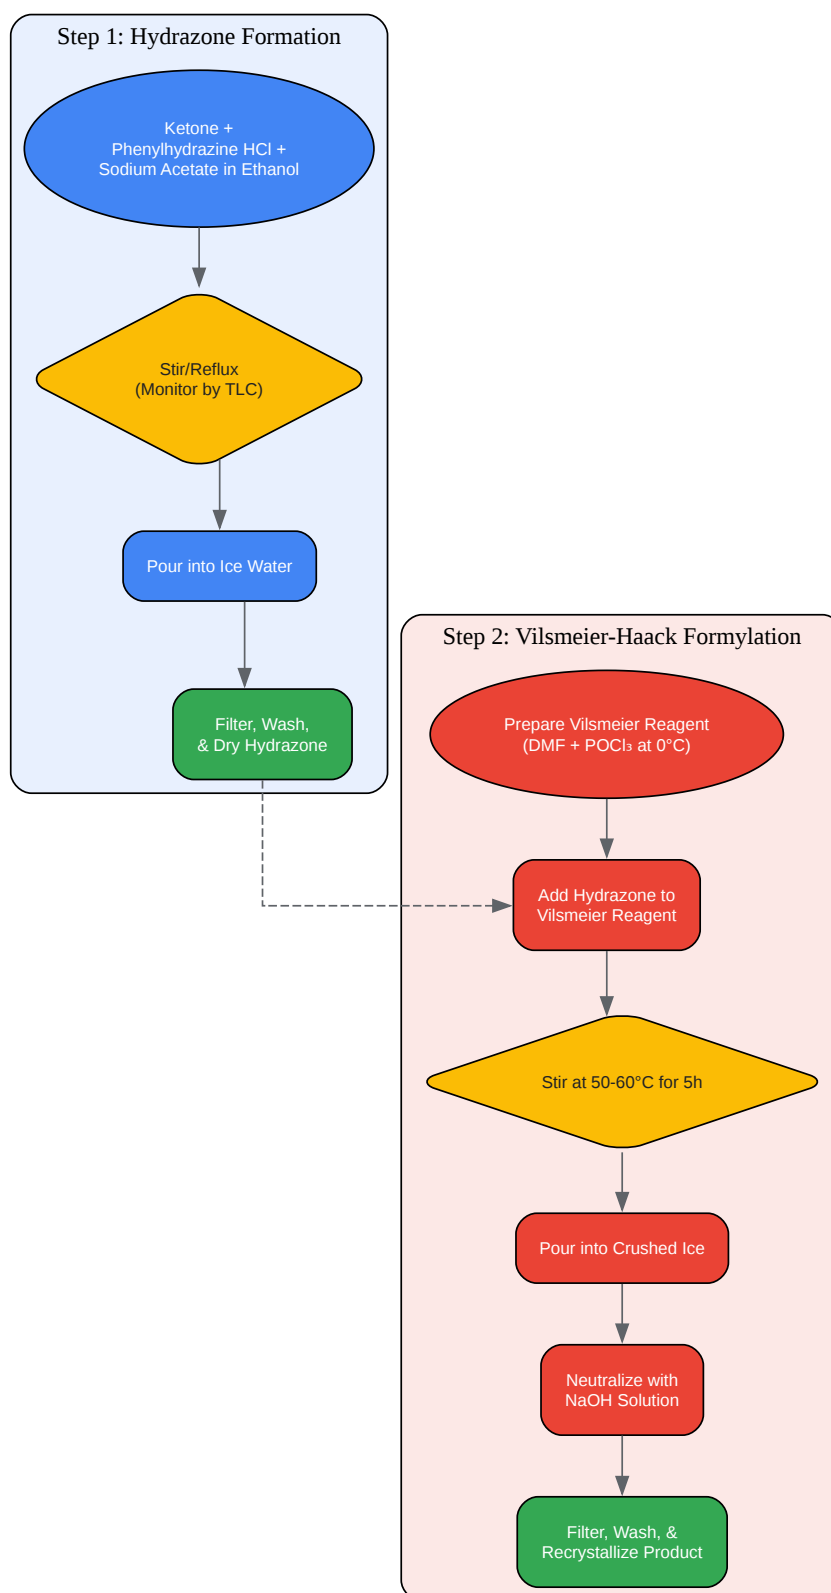 Step 1: Hydrazone Formation
Ketone +
Phenylhydrazine HCl +
Sodium Acetate in Ethanol
Stir/Reflux
(Monitor by TLC)
Pour into Ice Water
Filter, Wash,
& Dry Hydrazone
Step 2: Vilsmeier-Haack Formylation
Prepare Vilsmeier Reagent
(DMF + POCl₃ at 0°C)
Add Hydrazone to
Vilsmeier Reagent
Stir at 50-60°C for 5h
Pour into Crushed Ice
Neutralize with
NaOH Solution
Filter, Wash, &
Recrystallize Product